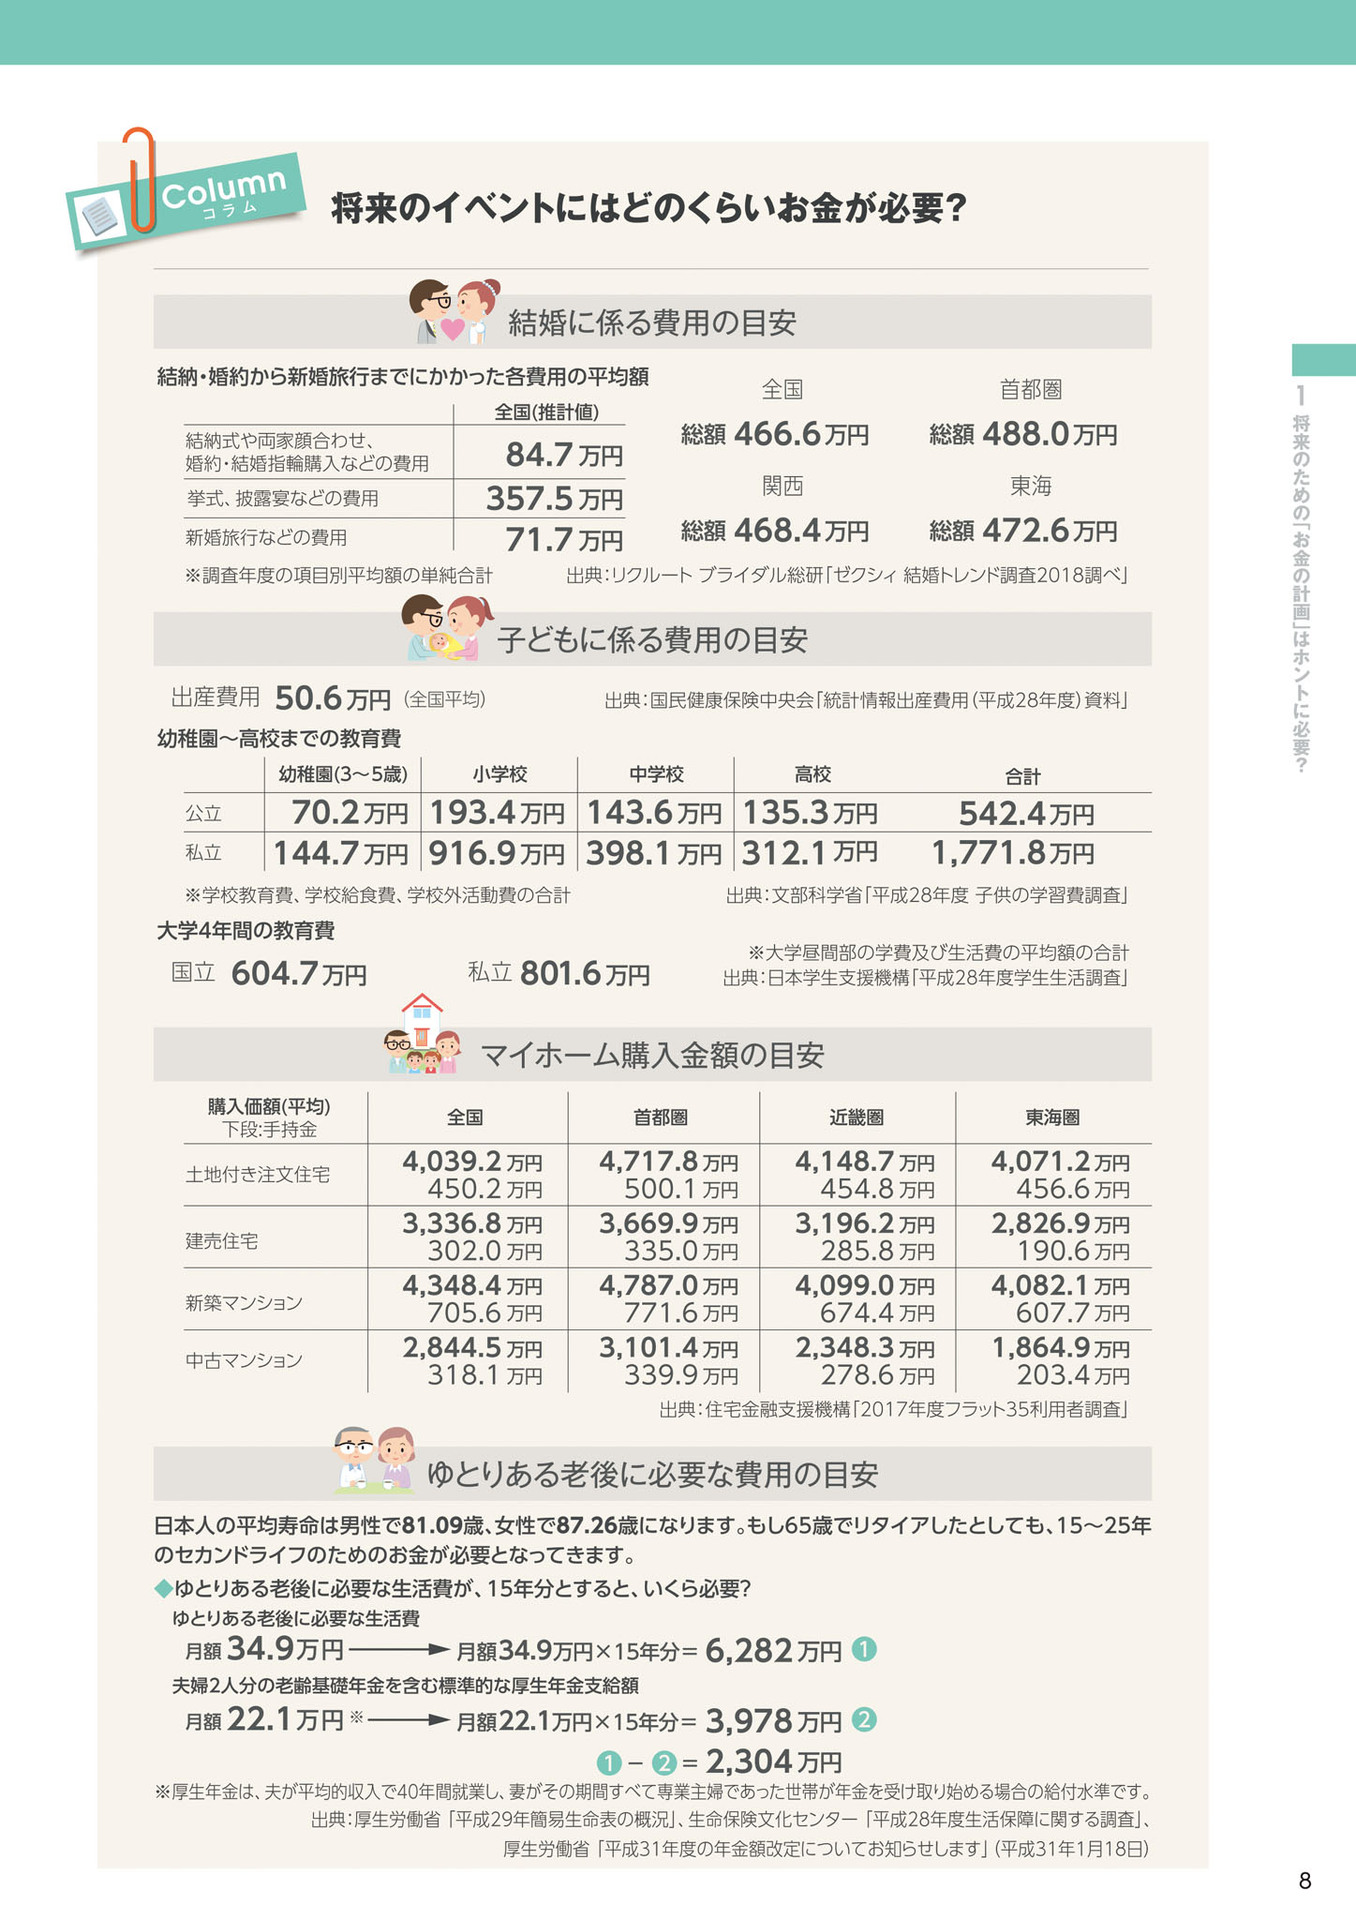 Column
コラム
将来のイベントにはどのくらいお金が必要?
結婚に係る費用の目安
結納・婚約から新婚旅行までにかかった各費用の平均額
全国(推計値)
結納式や両家顔合わせ、
婚約・結婚指輪購入などの費用
84.7万円
挙式、披露宴などの費用 357.5万円
新婚旅行などの費用 71.7万円
全国 首都圏
総額 466.6万円 総額 488.0万円
関西 東海
総額 468.4万円 総額 472.6万円
※調査年度の項目別平均額の単純合計 出典:リクルート ブライダル総研「ゼクシィ 結婚トレンド調査2018調べ」
子どもに係る費用の目安
出産費用 50.6万円 (全国平均) 出典:国民健康保険中央会「統計情報出産費用(平成28年度)資料」
幼稚園〜高校までの教育費
幼稚園(3〜5歳) 小学校 中学校 高校 合計
公立 70.2万円 193.4万円 143.6万円 135.3万円 542.4万円
私立 144.7万円 916.9万円 398.1万円 312.1万円 1,771.8万円
※学校教育費、学校給食費、学校外活動費の合計 出典:文部科学省「平成28年度 子供の学習費調査」
大学4年間の教育費
国立 604.7万円 私立 801.6万円
※大学昼間部の学費及び生活費の平均額の合計
出典:日本学生支援機構「平成28年度学生生活調査」
マイホーム購入金額の目安
購入価額(平均)
下段:手持金
全国 首都圏 近畿圏 東海圏
土地付き注文住宅
4,039.2万円 4,717.8万円 4,148.7万円 4,071.2万円
450.2万円 500.1万円 454.8万円 456.6万円
建売住宅
3,336.8万円 3,669.9万円 3,196.2万円 2,826.9万円
302.0万円 335.0万円 285.8万円 190.6万円
新築マンション
4,348.4万円 4,787.0万円 4,099.0万円 4,082.1万円
705.6万円 771.6万円 674.4万円 607.7万円
中古マンション
2,844.5万円 3,101.4万円 2,348.3万円 1,864.9万円
318.1万円 339.9万円 278.6万円 203.4万円
出典:住宅金融支援機構「2017年度フラット35利用者調査」
ゆとりある老後に必要な費用の目安
日本人の平均寿命は男性で81.09歳、女性で87.26歳になります。もし65歳でリタイアしたとしても、15〜25年
のセカンドライフのためのお金が必要となってきます。
◆ゆとりある老後に必要な生活費が、15年分とすると、いくら必要?
ゆとりある老後に必要な生活費
月額 34.9万円 → 月額34.9万円×15年分= 6,282万円 ❶
夫婦2人分の老齢基礎年金を含む標準的な厚生年金支給額
月額 22.1万円※ → 月額22.1万円×15年分= 3,978万円 ❷
❶ − ❷ = 2,304万円
※厚生年金は、夫が平均的収入で40年間就業し、妻がその期間すべて専業主婦であった世帯が年金を受け取り始める場合の給付水準です。
出典:厚生労働省「平成29年簡易生命表の概況」、生命保険文化センター「平成28年度生活保障に関する調査」、
厚生労働省「平成31年度の年金額改定についてお知らせします」(平成31年1月18日)
1 将来のための「お金の計画」はホントに必要?
8